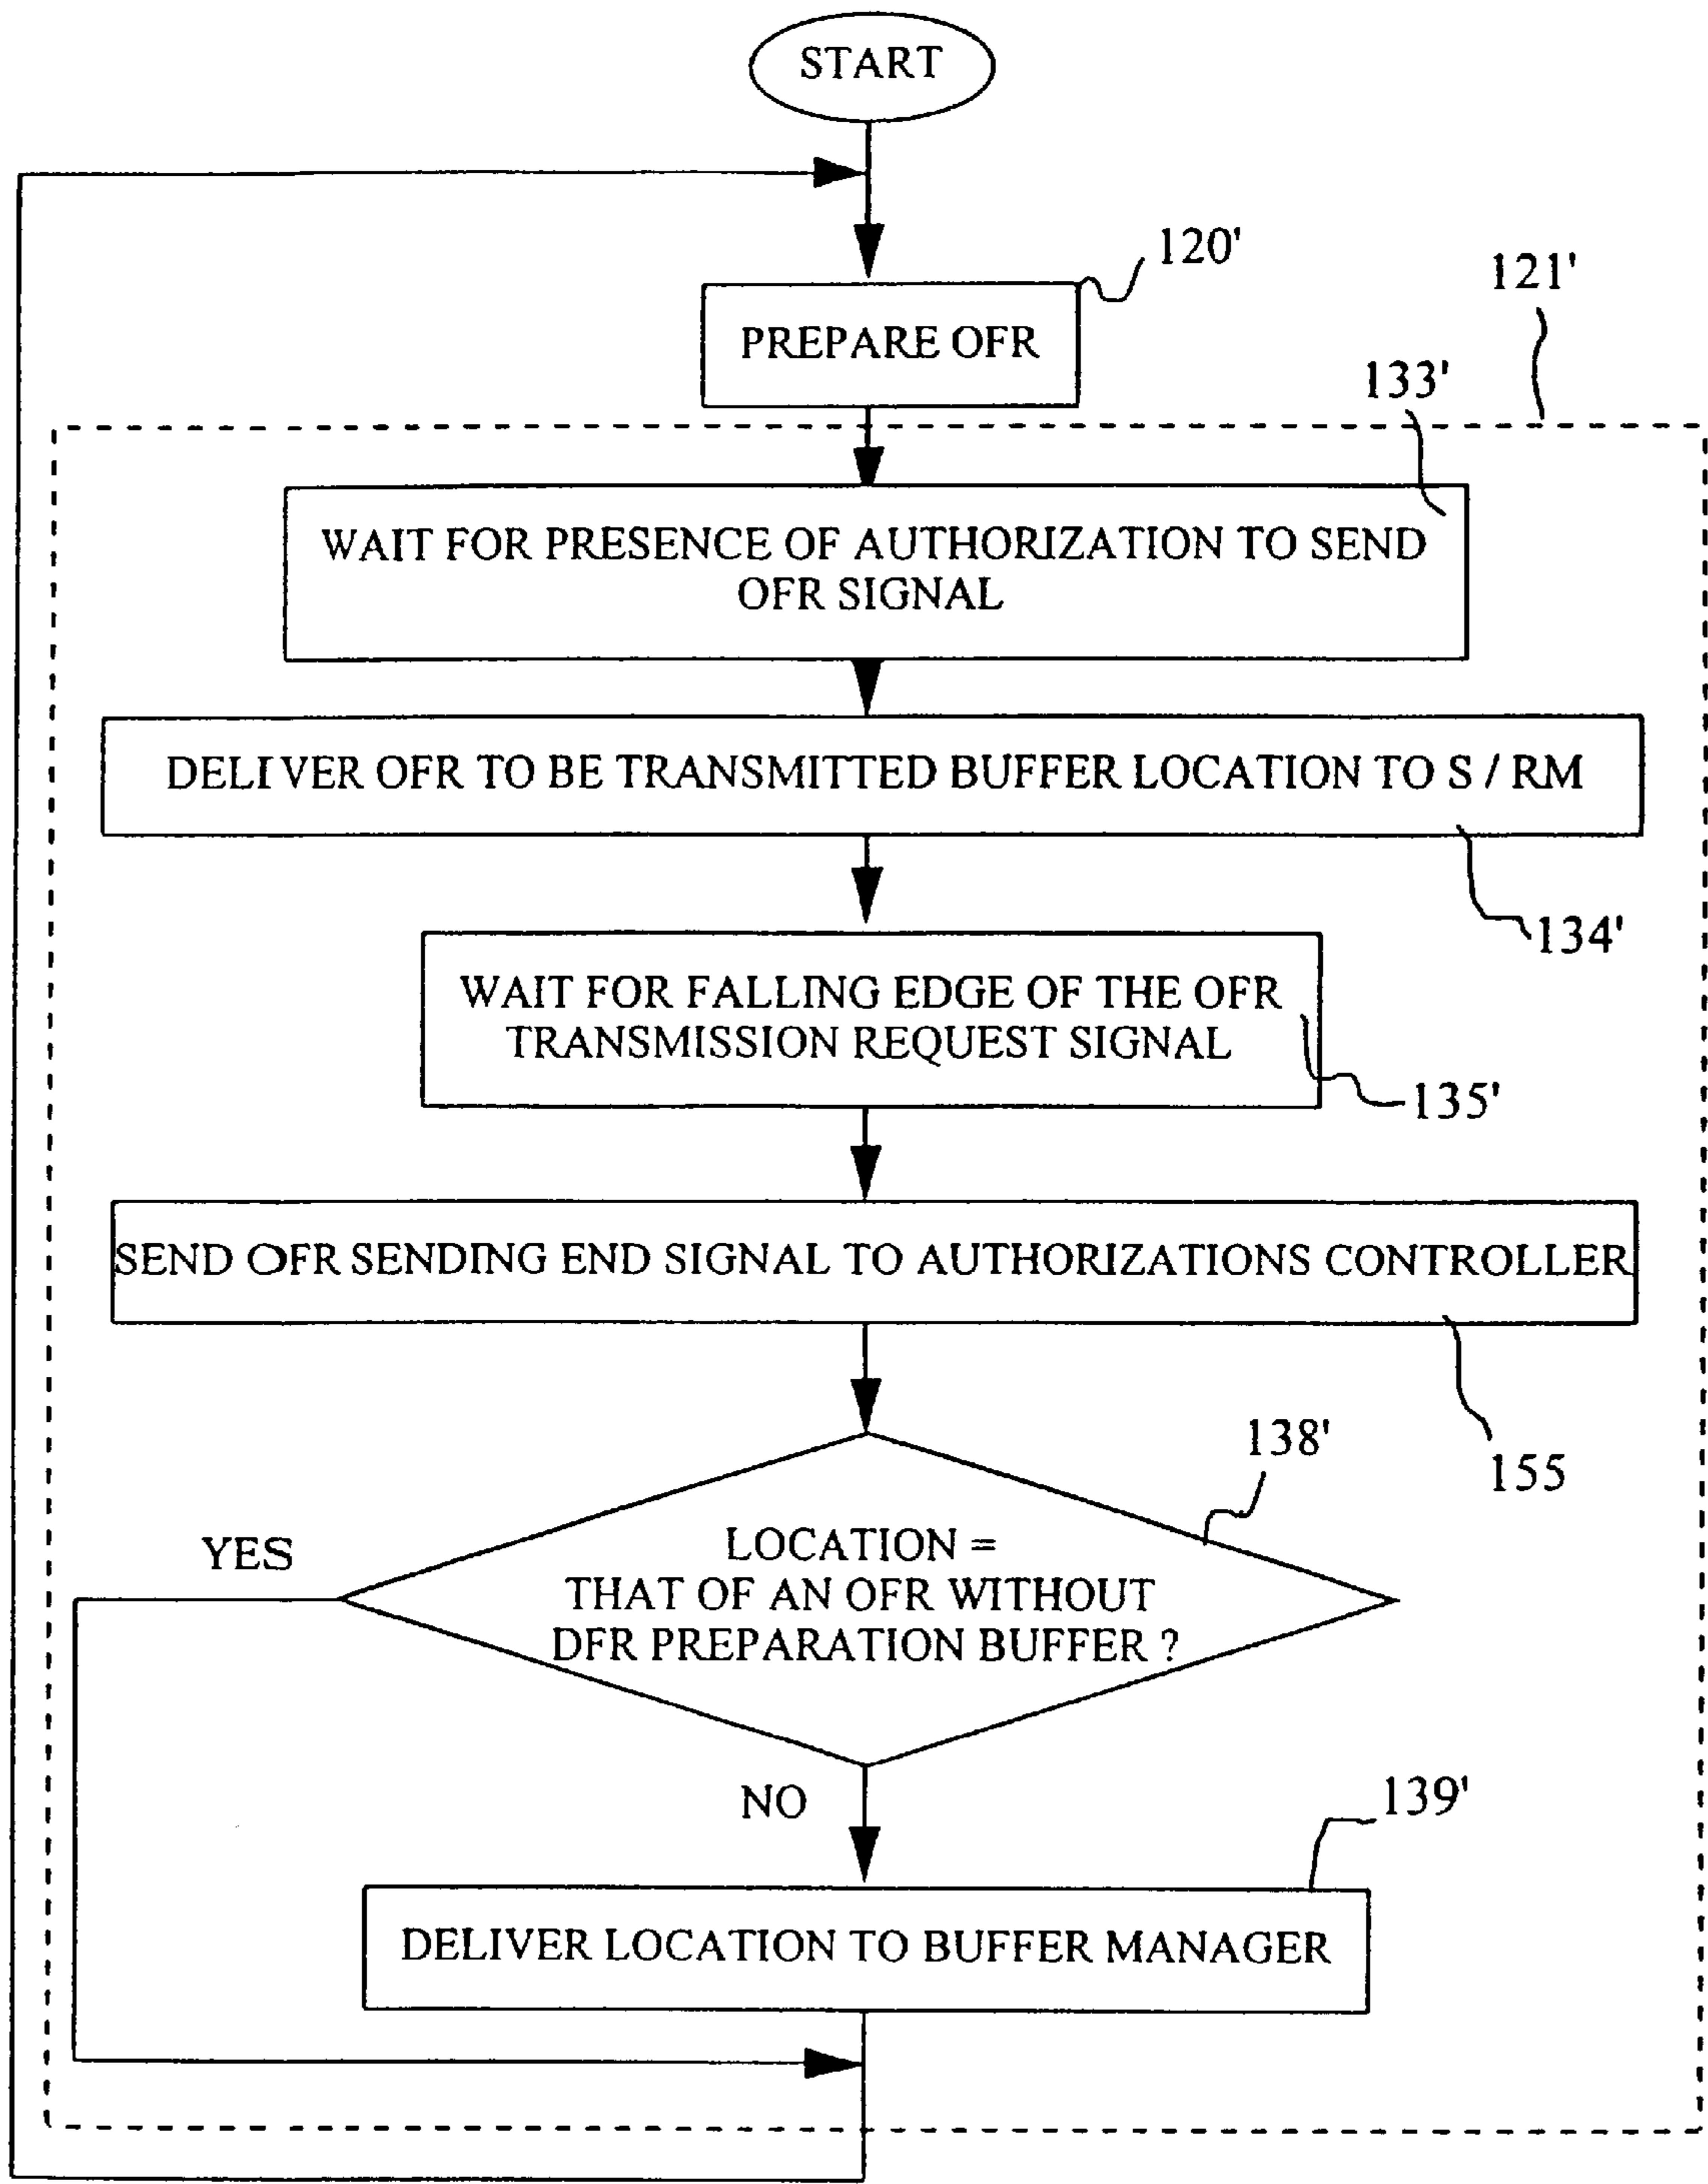 START
120'
121'
PREPARE OFR
133'
WAIT FOR PRESENCE OF AUTHORIZATION TO SEND
OFR SIGNAL
DELIVER OFR TO BE TRANSMITTED BUFFER LOCATION TO S / RM
134'
WAIT FOR FALLING EDGE OF THE OFR
TRANSMISSION REQUEST SIGNAL
135'
SEND OFR SENDING END SIGNAL TO AUTHORIZATIONS CONTROLLER
155
138'
YES
LOCATION =
THAT OF AN OFR WITHOUT
DFR PREPARATION BUFFER ?
NO
139'
DELIVER LOCATION TO BUFFER MANAGER